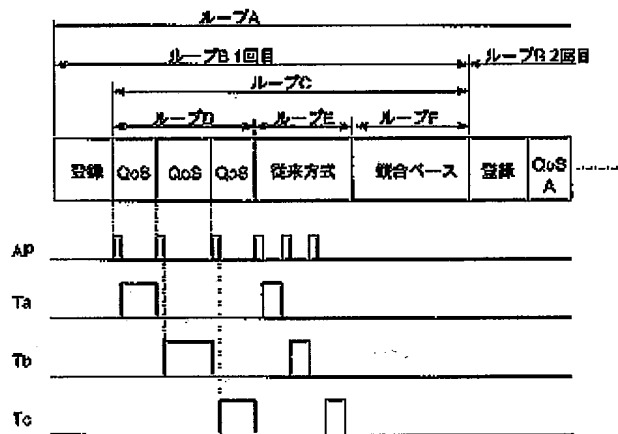 ループA
ループB 1回目
ループB 2回目
ループC
ループD
ループE
ループF
登録
QoS
QoS
QoS
従来方式
競合ベース
登録
QoS
A
AP
Ta
Tb
Tc